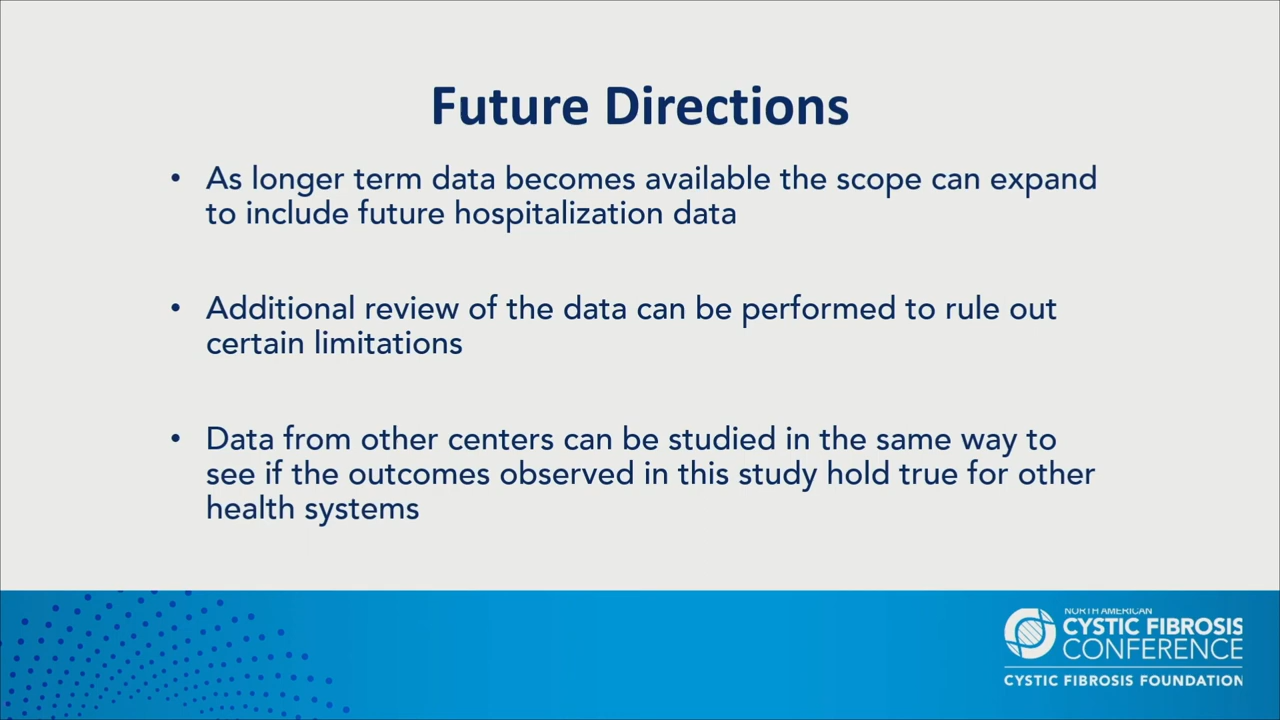 Future Directions
• As longer term data becomes available the scope can expand
to include future hospitalization data
• Additional review of the data can be performed to rule out
certain limitations
• Data from other centers can be studied in the same way to
see if the outcomes observed in this study hold true for other
health systems
NORTH AMERICAN
CYSTIC FIBROSIS
CONFERENCE
CYSTIC FIBROSIS FOUNDATION